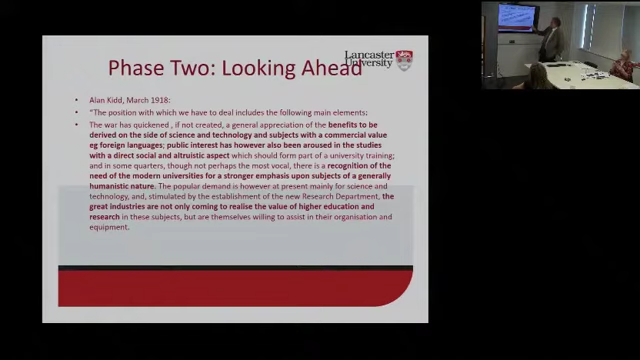 Lancaster
University
Phase Two: Looking Ahead
• Alan Kidd, March 1918:
• "The position with which we have to deal includes the following main elements;
• The war has quickened , if not created, a general appreciation of the benefits to be
derived on the side of science and technology and subjects with a commercial value
eg foreign languages; public interest has however also been aroused in the studies
with a direct social and altruistic aspect which should form part of a university training;
and in some quarters, though not perhaps the most vocal, there is a recognition of the
need of the modern universities for a stronger emphasis upon subjects of a generally
humanistic nature. The popular demand is however at present mainly for science and
technology, and, stimulated by the establishment of the new Research Department, the
great industries are not only coming to realise the value of higher education and
research in these subjects, but are themselves willing to assist in their organisation and
equipment.